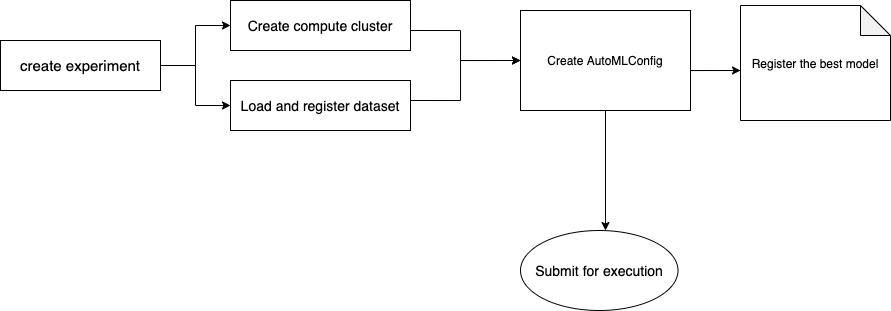 Create compute cluster
create experiment
Load and register dataset
Create AutoMLConfig
Register the best model
Submit for execution